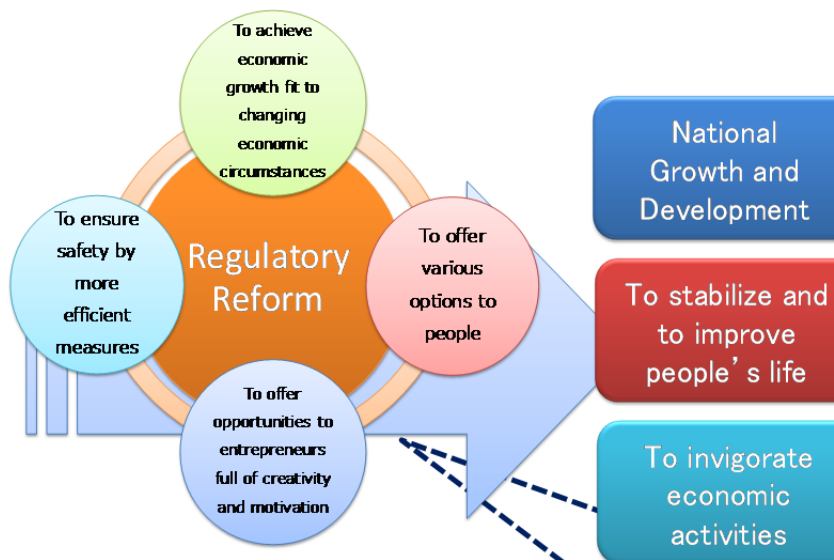 To achieve
economic
growth fit to
changing
economic
circumstances
To ensure
safety by
more
efficient
measures
Regulatory
Reform
To offer
various
options to
people
To offer
opportunities to
entrepreneurs
full of creativity
and motivation
National
Growth and
Development
To stabilize and
to improve
people’s life
To invigorate
economic
activities